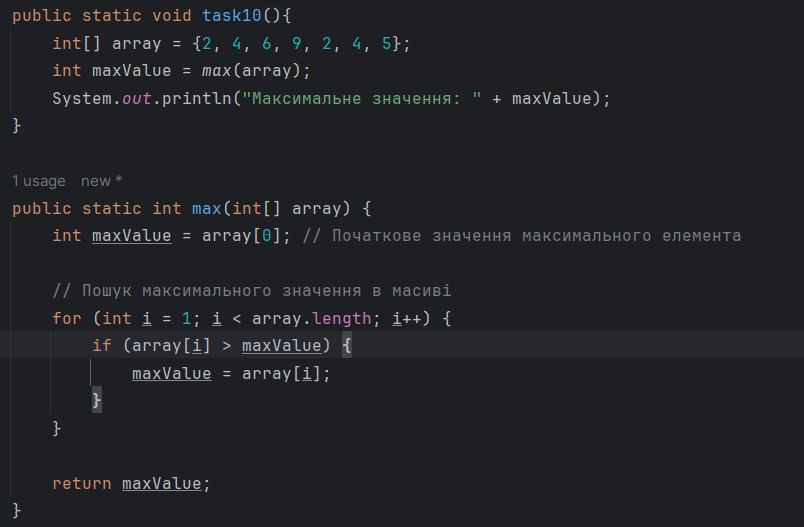 public static void task10(){
    int[] array = {2, 4, 6, 9, 2, 4, 5};
    int maxValue = max(array);
    System.out.println("Максимальне значення: " + maxValue);
}
1 usage   new *
public static int max(int[] array) {
    int maxValue = array[0]; // Початкове значення максимального елемента
    // Пошук максимального значення в масиві
    for (int i = 1; i < array.length; i++) {
        if (array[i] > maxValue) {
            maxValue = array[i];
        }
    }
    return maxValue;
}